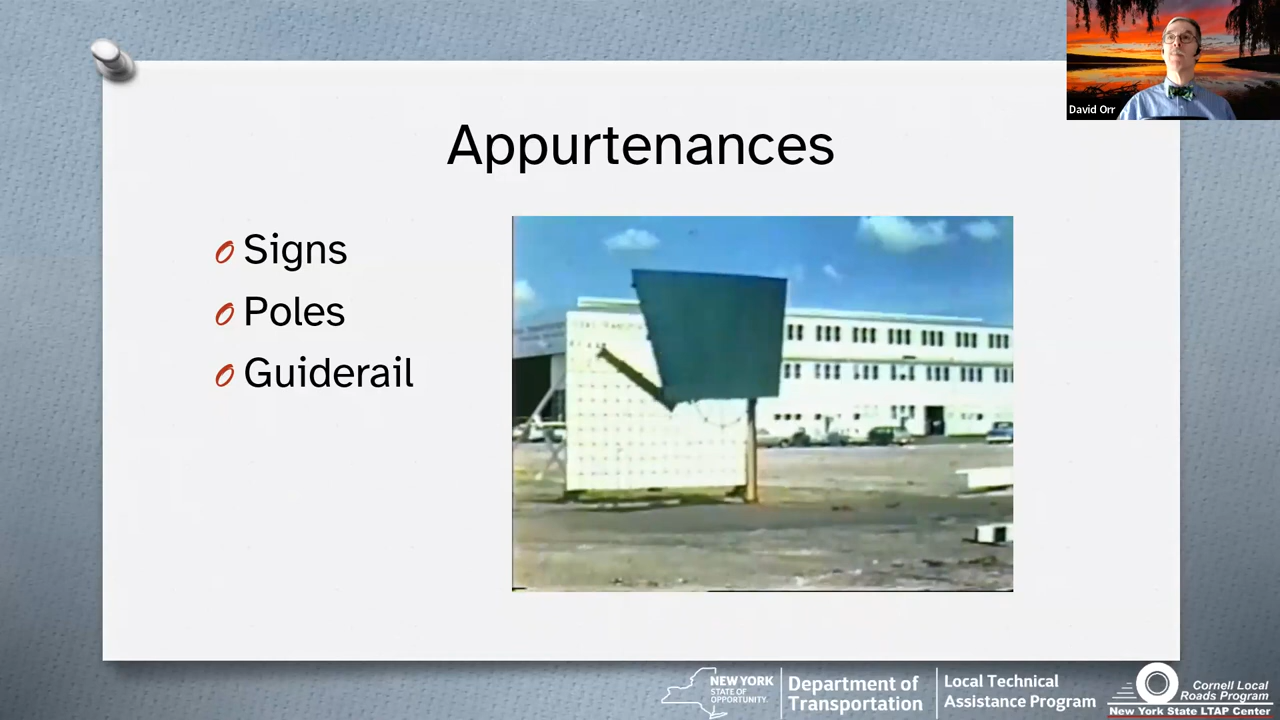 David Orr
Appurtenances
Signs
Poles
Guiderail
NEW YORK
STATE OF
OPPORTUNITY.
Department of
Transportation
Local Technical
Assistance Program
Cornell Local
Roads Program
New York State LTAP Center